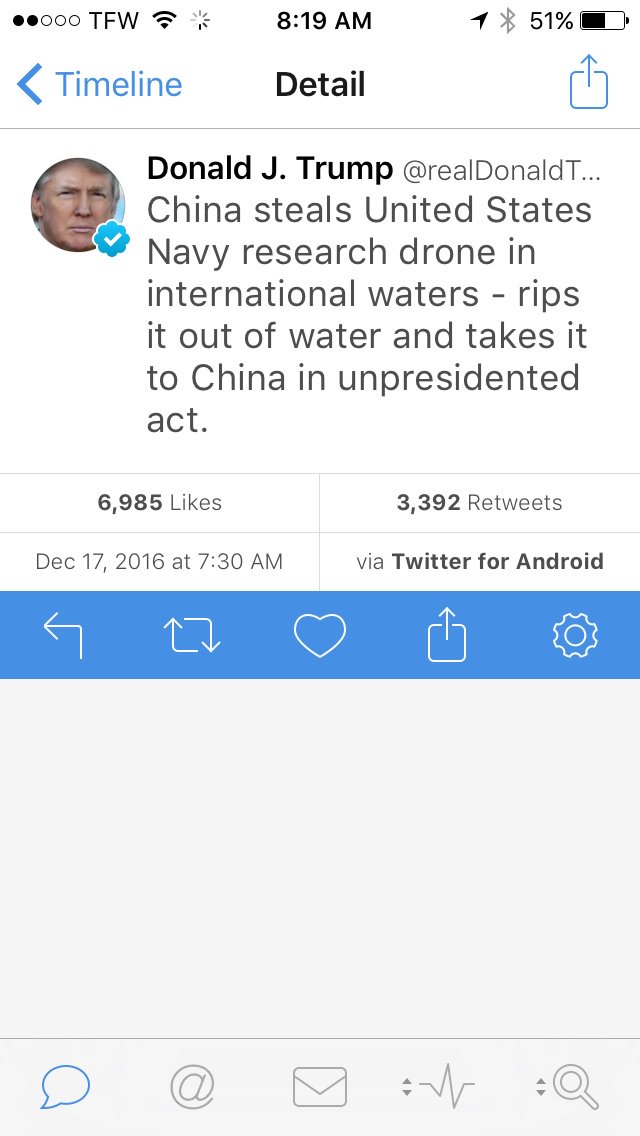 TFW 8:19 AM 51%
Timeline Detail
Donald J. Trump @realDonaldT...
China steals United States
Navy research drone in
international waters - rips
it out of water and takes it
to China in unpresidented
act.
6,985 Likes 3,392 Retweets
Dec 17, 2016 at 7:30 AM via Twitter for Android